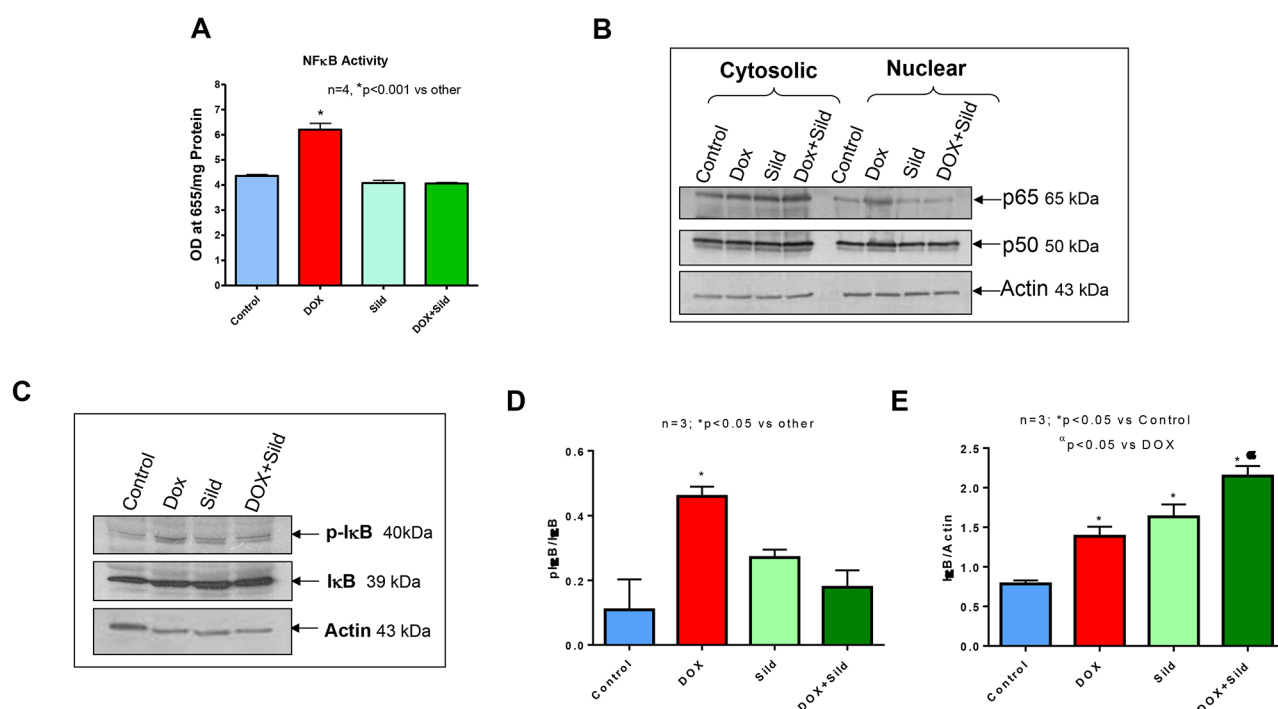 A
NFκB Activity
n=4, *p<0.001 vs other
OD at 655/mg Protein
8
7
6
5
4
3
2
1
0
*
Control
DOX
Sild
DOX+Sild
B
Cytosolic
Nuclear
Control
Dox
Sild
Dox+Sild
Control
Dox
Sild
DOX+Sild
p65 65 kDa
p50 50 kDa
Actin 43 kDa
C
Control
Dox
Sild
DOX+Sild
p-IκB 40kDa
IκB 39 kDa
Actin 43 kDa
D
n=3; *p<0.05 vs other
0.6
0.4
0.2
0.0
*
Control
DOX
Sild
DOX+Sild
E
n=3; *p<0.05 vs Control
αp<0.05 vs DOX
2.5
2.0
1.5
1.0
0.5
0.0
*
*
*
Control
DOX
Sild
DOX+Sild